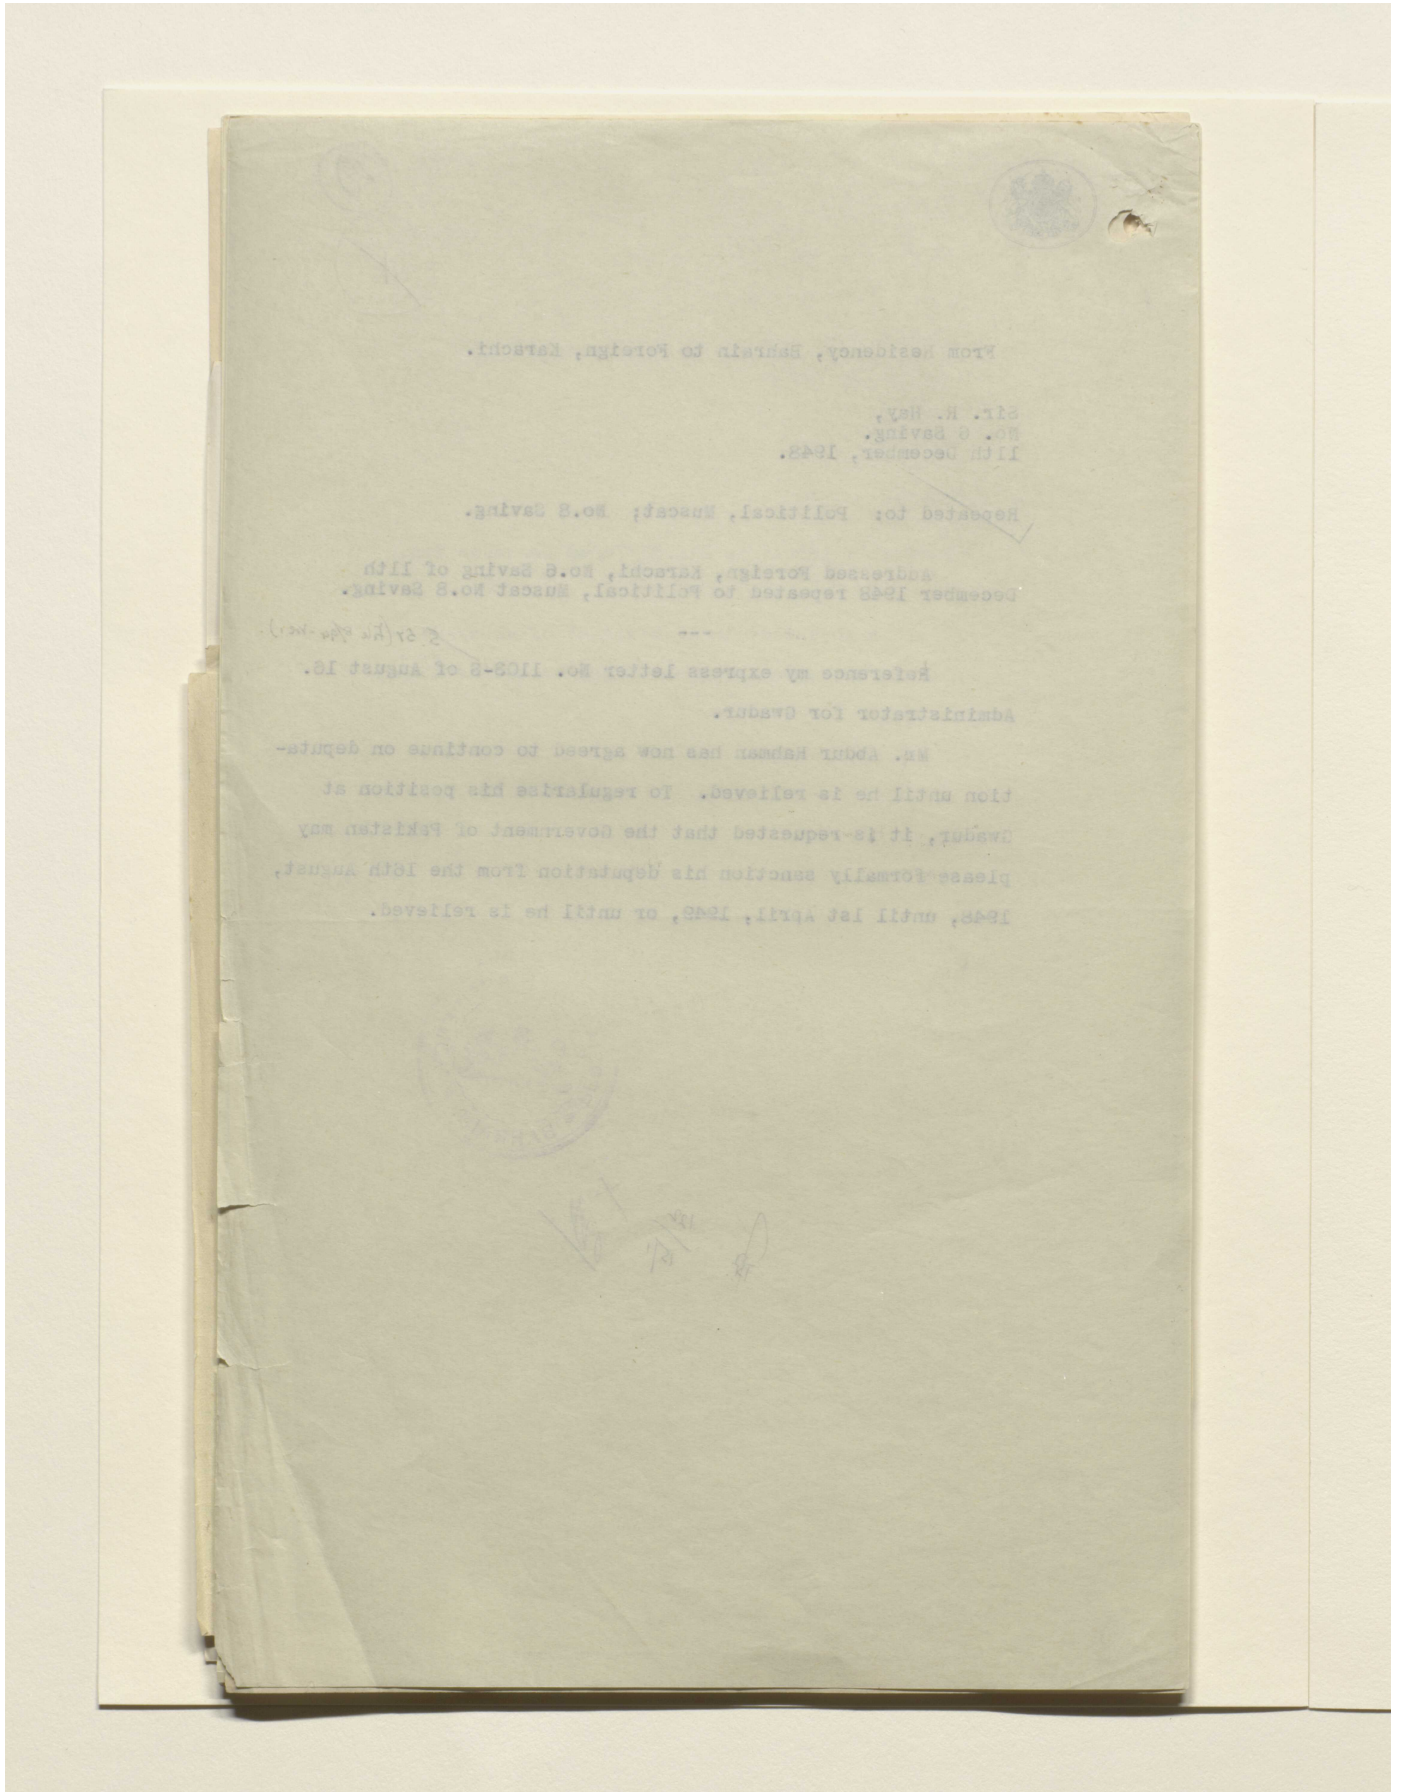 From Residency, Bahrain to Foreign, Karachi.
Sir. R. Hay,
No. 6 Saving.
11th December, 1948.
Repeated to: Political, Muscat; No.8 Saving.
Addressed Foreign, Karachi, No.6 Saving of 11th
December 1948 repeated to Political, Muscat No.8 Saving.
---
Reference my express letter No. 1103-S of August 16.
Administrator for Gwadur.
Mr. Abdur Rahman has now agreed to continue on deputa-
tion until he is relieved. To regularise his position at
Gwadur, it is requested that the Government of Pakistan may
please formally sanction his deputation from the 16th August,
1948, until 1st April, 1949, or until he is relieved.
BAHRAIN